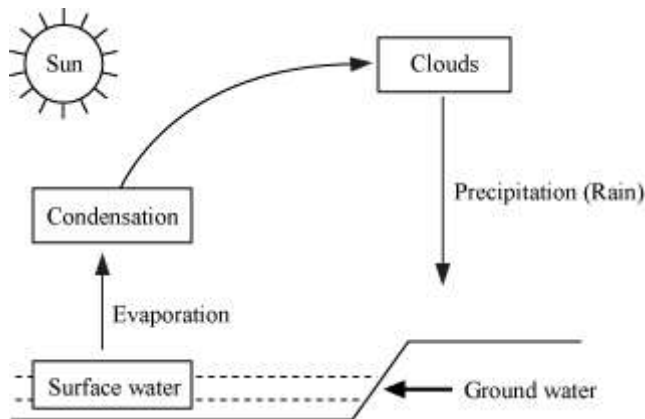 Sun
Clouds
Precipitation (Rain)
Condensation
Evaporation
Surface water
Ground water